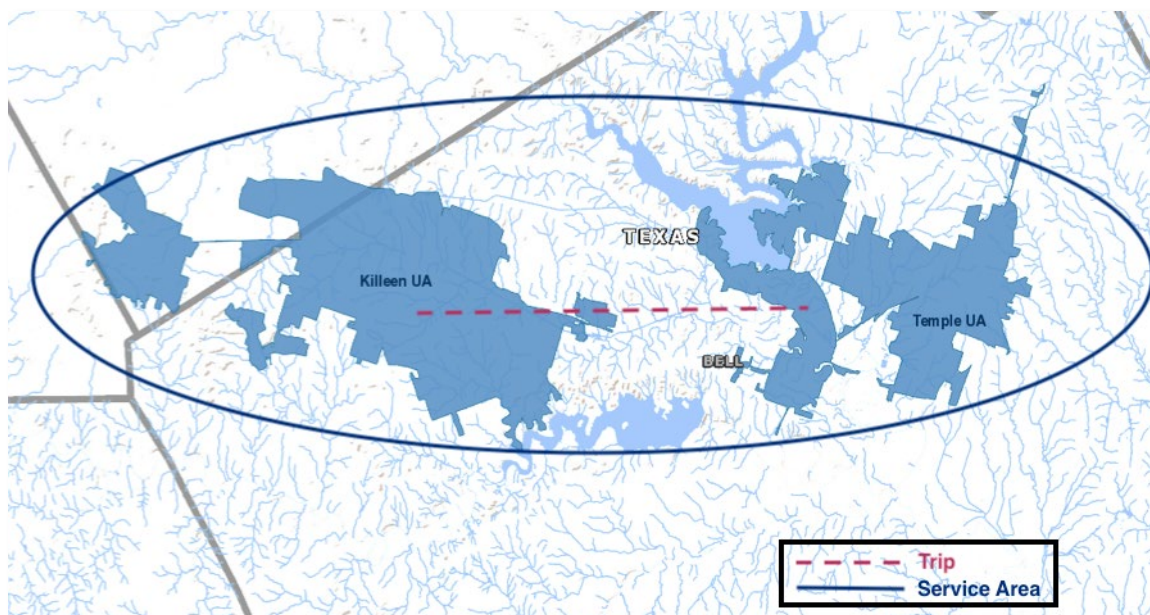 TEXAS
Killeen UA
Temple UA
BELL
Trip
Service Area